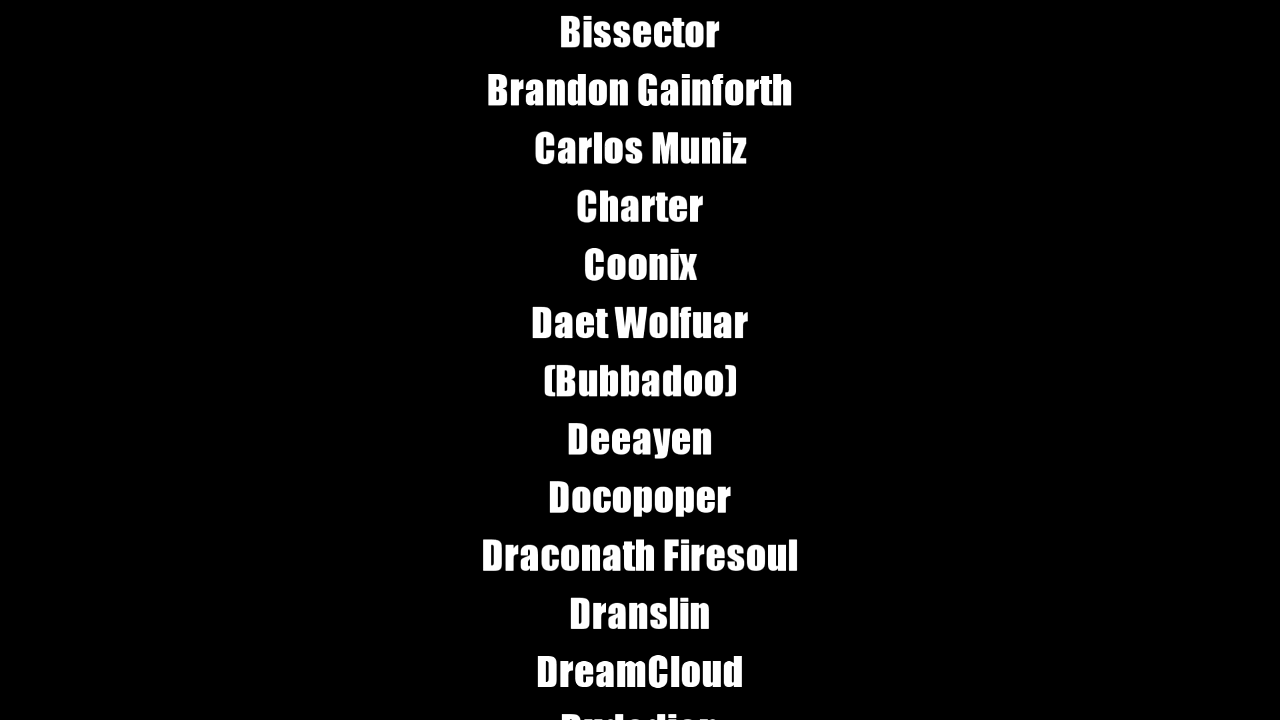 Bissector
Brandon Gainforth
Carlos Muniz
Charter
Coonix
Daet Wolfuar
(Bubbadoo)
Deeayen
Docopoper
Draconath Firesoul
Dranslin
DreamCloud